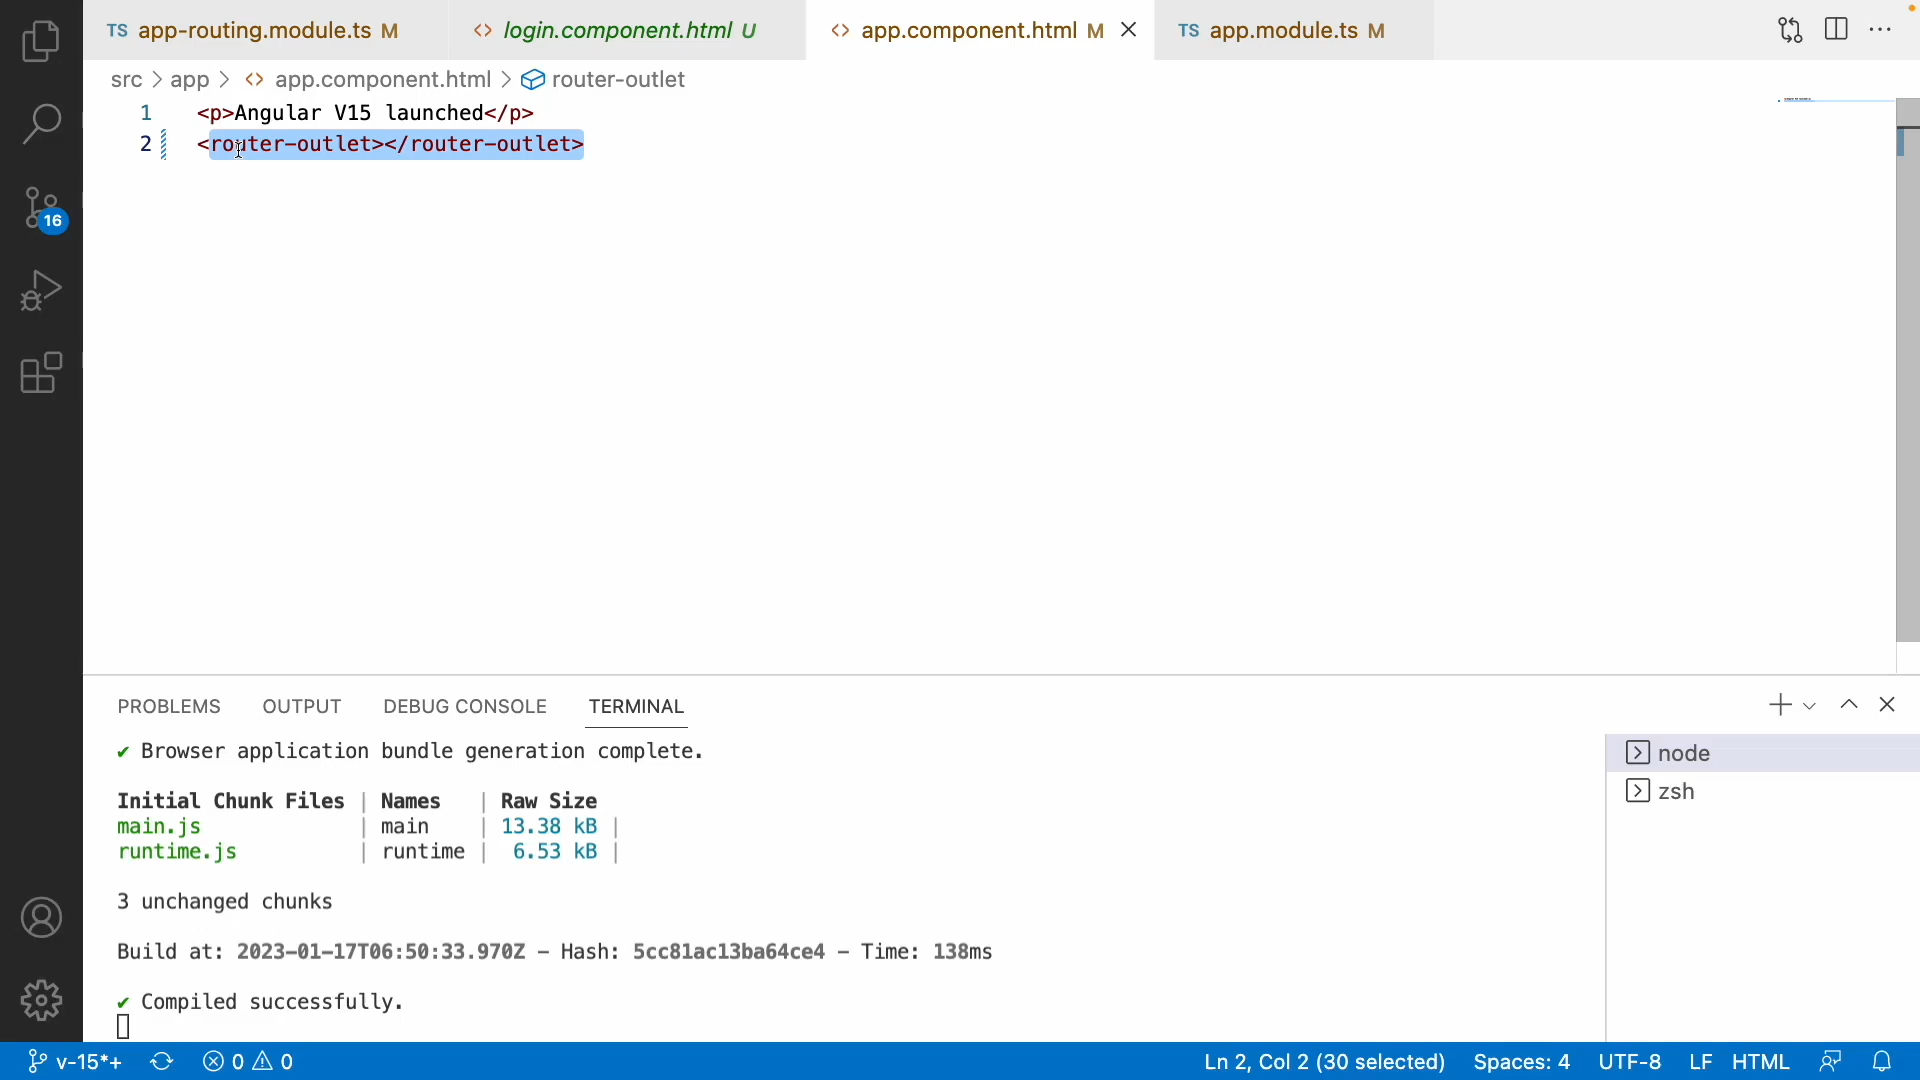 TS app-routing.module.ts M <> login.component.html U <> app.component.html M TS app.module.ts M
src > app > <> app.component.html > router-outlet
1 <p>Angular V15 launched</p>
2 <router-outlet></router-outlet>
16
PROBLEMS OUTPUT DEBUG CONSOLE TERMINAL
✔ Browser application bundle generation complete.
Initial Chunk Files | Names | Raw Size
main.js | main | 13.38 kB |
runtime.js | runtime | 6.53 kB |
3 unchanged chunks
Build at: 2023-01-17T06:50:33.970Z - Hash: 5cc81ac13ba64ce4 - Time: 138ms
✔ Compiled successfully.
node
zsh
v-15*+ 0 0 Ln 2, Col 2 (30 selected) Spaces: 4 UTF-8 LF HTML